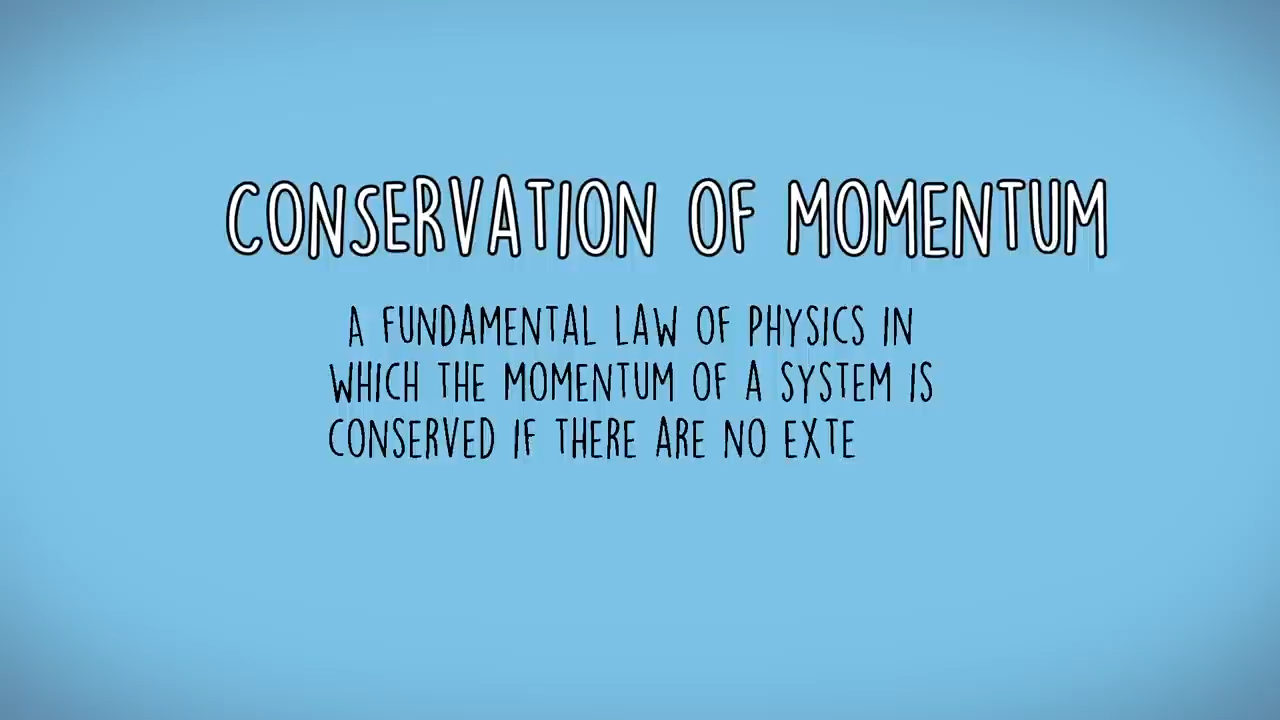 CONSERVATION OF MOMENTUM
A FUNDAMENTAL LAW OF PHYSICS IN
WHICH THE MOMENTUM OF A SYSTEM IS
CONSERVED IF THERE ARE NO EXTE